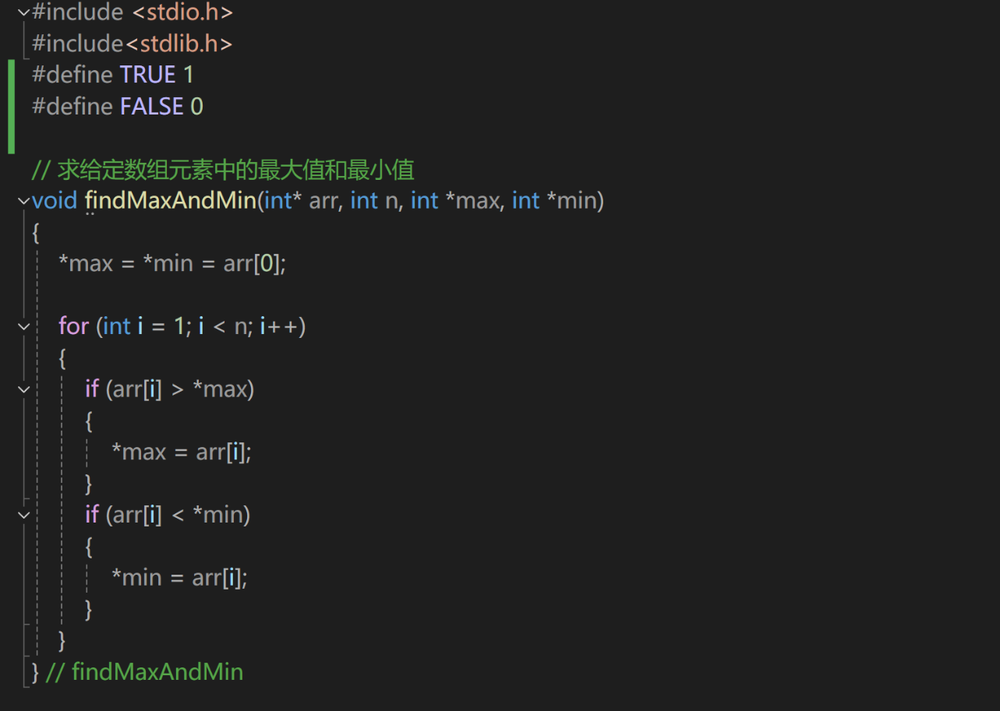 #include <stdio.h>
#include<stdlib.h>
#define TRUE 1
#define FALSE 0
// 求给定数组元素中的最大值和最小值
void findMaxAndMin(int* arr, int n, int *max, int *min)
{
*max = *min = arr[0];
for (int i = 1; i < n; i++)
{
if (arr[i] > *max)
{
*max = arr[i];
}
if (arr[i] < *min)
{
*min = arr[i];
}
}
} // findMaxAndMin